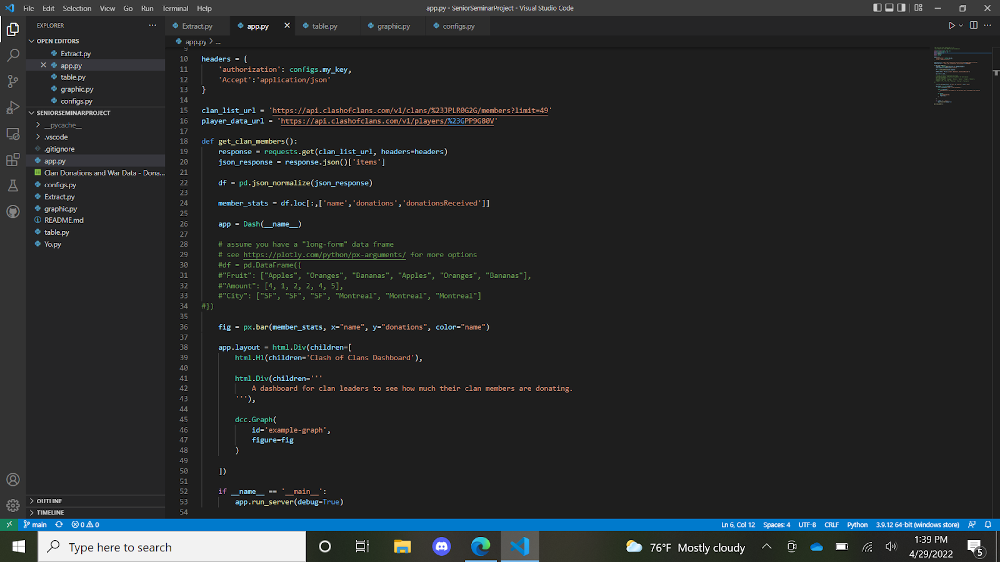 File Edit Selection View Go Run Terminal Help
app.py - SeniorSeminarProject - Visual Studio Code
EXPLORER
OPEN EDITORS
Extract.py
app.py
table.py
graphic.py
configs.py
SENIORSEMINARPROJECT
__pycache__
.vscode
.gitignore
app.py
Clan Donations and War Data - Dona...
configs.py
Extract.py
graphic.py
README.md
table.py
Yo.py
OUTLINE
TIMELINE
Extract.py app.py table.py graphic.py configs.py
app.py > ...
9
10 headers = {
11     'authorization': configs.my_key,
12     'Accept':'application/json'
13 }
14
15 clan_list_url = 'https://api.clashofclans.com/v1/clans/%23JPLR0G2G/members?limit=49'
16 player_data_url = 'https://api.clashofclans.com/v1/players/%23GPP9G80V'
17
18 def get_clan_members():
19     response = requests.get(clan_list_url, headers=headers)
20     json_response = response.json()['items']
21
22     df = pd.json_normalize(json_response)
23
24     member_stats = df.loc[:,['name','donations','donationsReceived']]
25
26     app = Dash(__name__)
27
28     # assume you have a "long-form" data frame
29     # see https://plotly.com/python/px-arguments/ for more options
30     #df = pd.DataFrame({
31     #"Fruit": ["Apples", "Oranges", "Bananas", "Apples", "Oranges", "Bananas"],
32     #"Amount": [4, 1, 2, 2, 4, 5],
33     #"City": ["SF", "SF", "SF", "Montreal", "Montreal", "Montreal"]
34 #})
35
36     fig = px.bar(member_stats, x="name", y="donations", color="name")
37
38     app.layout = html.Div(children=[
39         html.H1(children='Clash of Clans Dashboard'),
40
41         html.Div(children='''
42             A dashboard for clan leaders to see how much their clan members are donating.
43         '''),
44
45         dcc.Graph(
46             id='example-graph',
47             figure=fig
48         )
49
50     ])
51
52     if __name__ == '__main__':
53         app.run_server(debug=True)
54
main 0 0 Ln 6, Col 12 Spaces: 4 UTF-8 CRLF Python 3.9.12 64-bit (windows store)
Type here to search
76°F Mostly cloudy
1:39 PM
4/29/2022
5